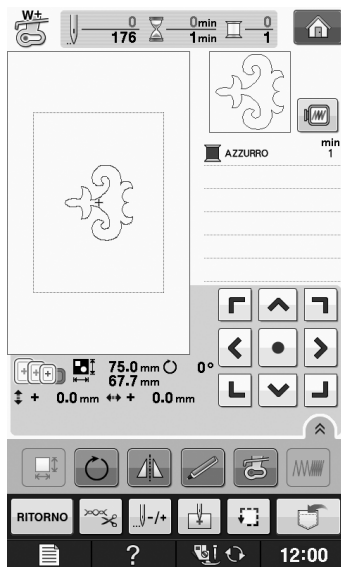 W+
0 0min 0
176 1min 1
min
AZZURRO 1
75.0 mm 0°
67.7 mm
+ 0.0 mm + 0.0 mm
RITORNO -/+
? 12:00